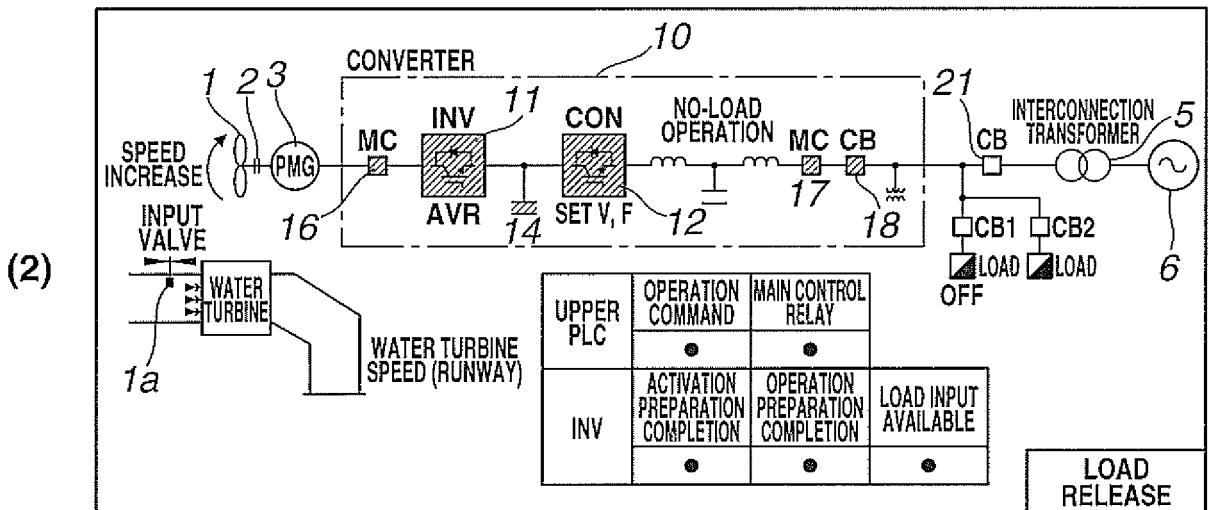 10
CONVERTER
1 2 3
SPEED
INCREASE
PMG
MC
16
INV
11
AVR
14
CON
SET V, F
12
NO-LOAD
OPERATION
MC CB
17
18
21
CB
INTERCONNECTION
TRANSFORMER
5
6
CB1
CB2
LOAD
LOAD
OFF
(2)
INPUT
VALVE
1a
WATER
TURBINE
WATER TURBINE
SPEED (RUNWAY)
UPPER
PLC
OPERATION
COMMAND
MAIN CONTROL
RELAY
INV
ACTIVATION
PREPARATION
COMPLETION
OPERATION
PREPARATION
COMPLETION
LOAD INPUT
AVAILABLE
LOAD
RELEASE